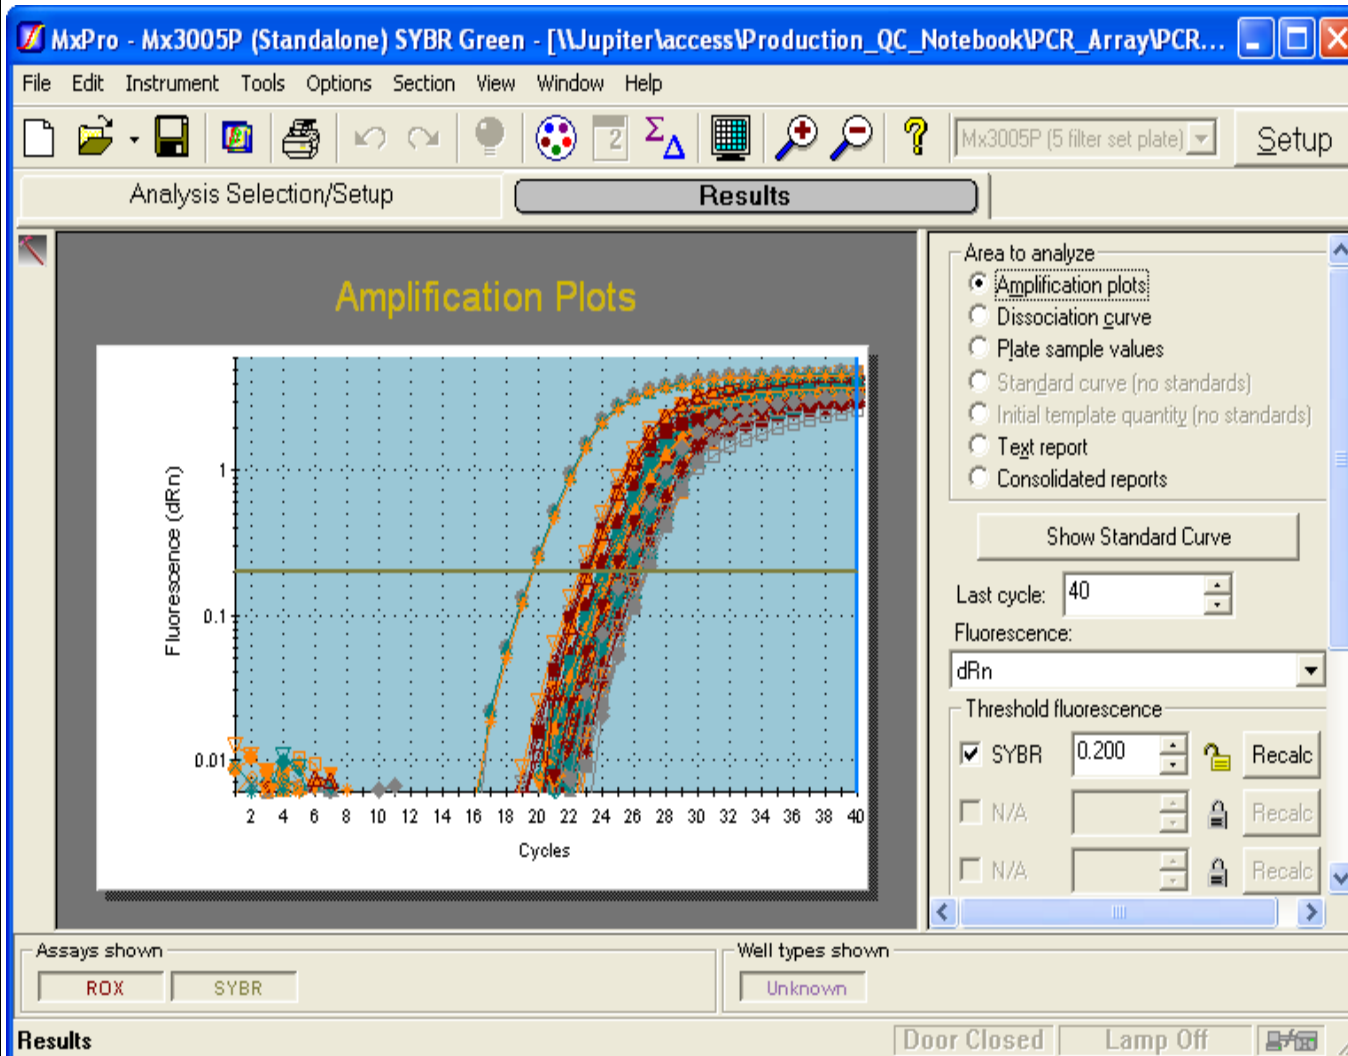 MxPro - Mx3005P (Standalone) SYBR Green - [\\Jupiter\access\Production_QC_Notebook\PCR_Array\PCR...
File Edit Instrument Tools Options Section View Window Help
2 Σ Δ ? Mx3005P (5 filter set plate) Setup
Analysis Selection/Setup Results
Amplification Plots
Fluorescence (dRn)
1
0.1
0.01
2 4 6 8 10 12 14 16 18 20 22 24 26 28 30 32 34 36 38 40
Cycles
Area to analyze
Amplification plots
Dissociation curve
Plate sample values
Standard curve (no standards)
Initial template quantity (no standards)
Text report
Consolidated reports
Show Standard Curve
Last cycle: 40
Fluorescence:
dRn
Threshold fluorescence
SYBR 0.200 Recalc
N/A Recalc
N/A Recalc
Assays shown
ROX SYBR
Well types shown
Unknown
Results Door Closed Lamp Off